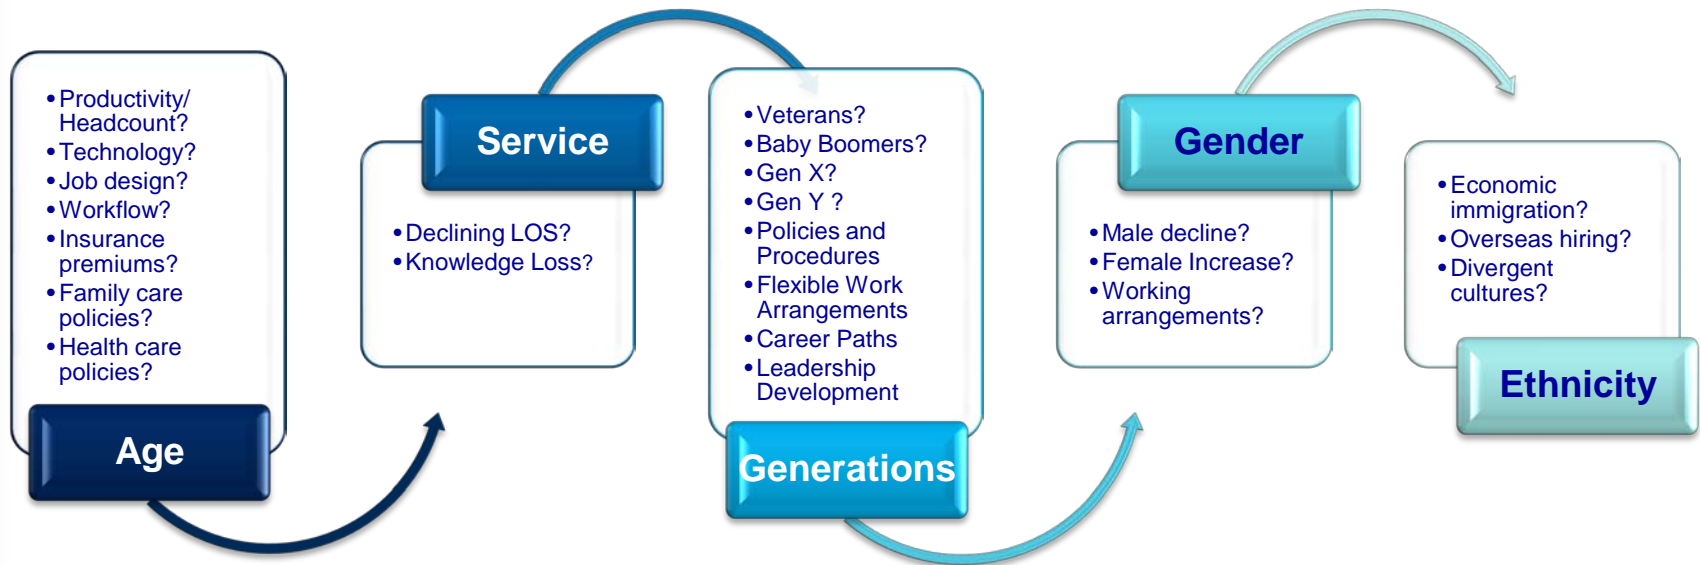 •Productivity/
Headcount?
•Technology?
•Job design?
•Workflow?
•Insurance
premiums?
•Family care
policies?
•Health care
policies?
Age
Service
•Declining LOS?
•Knowledge Loss?
•Veterans?
•Baby Boomers?
•Gen X?
•Gen Y ?
•Policies and
Procedures
•Flexible Work
Arrangements
•Career Paths
•Leadership
Development
Generations
Gender
•Male decline?
•Female Increase?
•Working
arrangements?
•Economic
immigration?
•Overseas hiring?
•Divergent
cultures?
Ethnicity